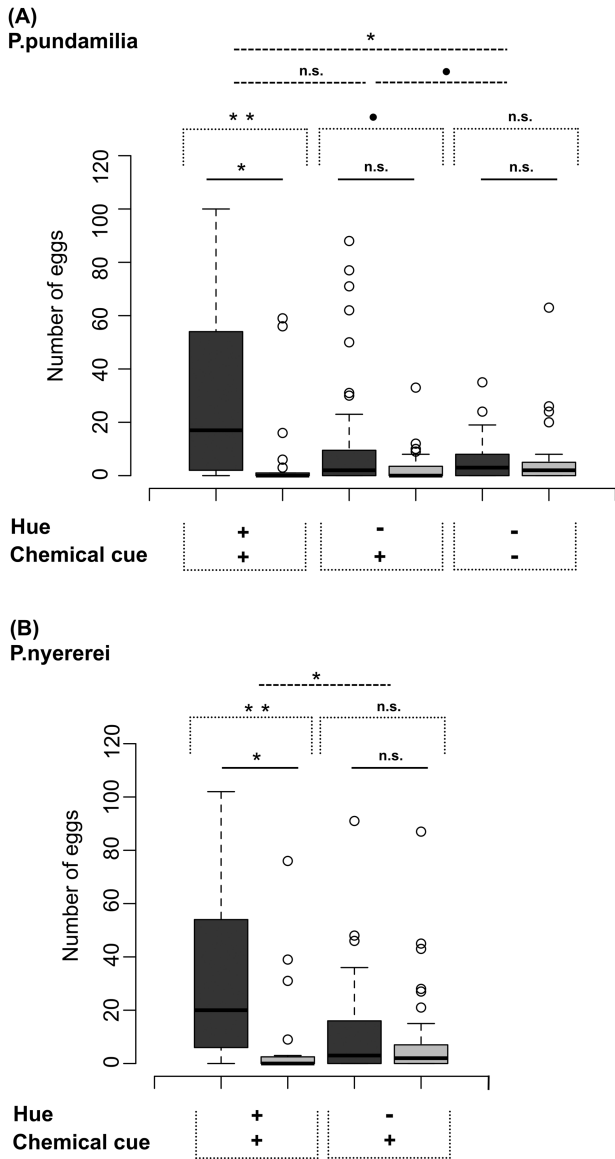 (A)
P.pundamilia
*
n.s. •
* * • n.s.
* n.s. n.s.
120
100
80
60
40
20
0
Number of eggs
Hue + - -
Chemical cue + + -
(B)
P.nyererei
*
* * n.s.
* n.s.
120
100
80
60
40
20
0
Number of eggs
Hue + -
Chemical cue + +